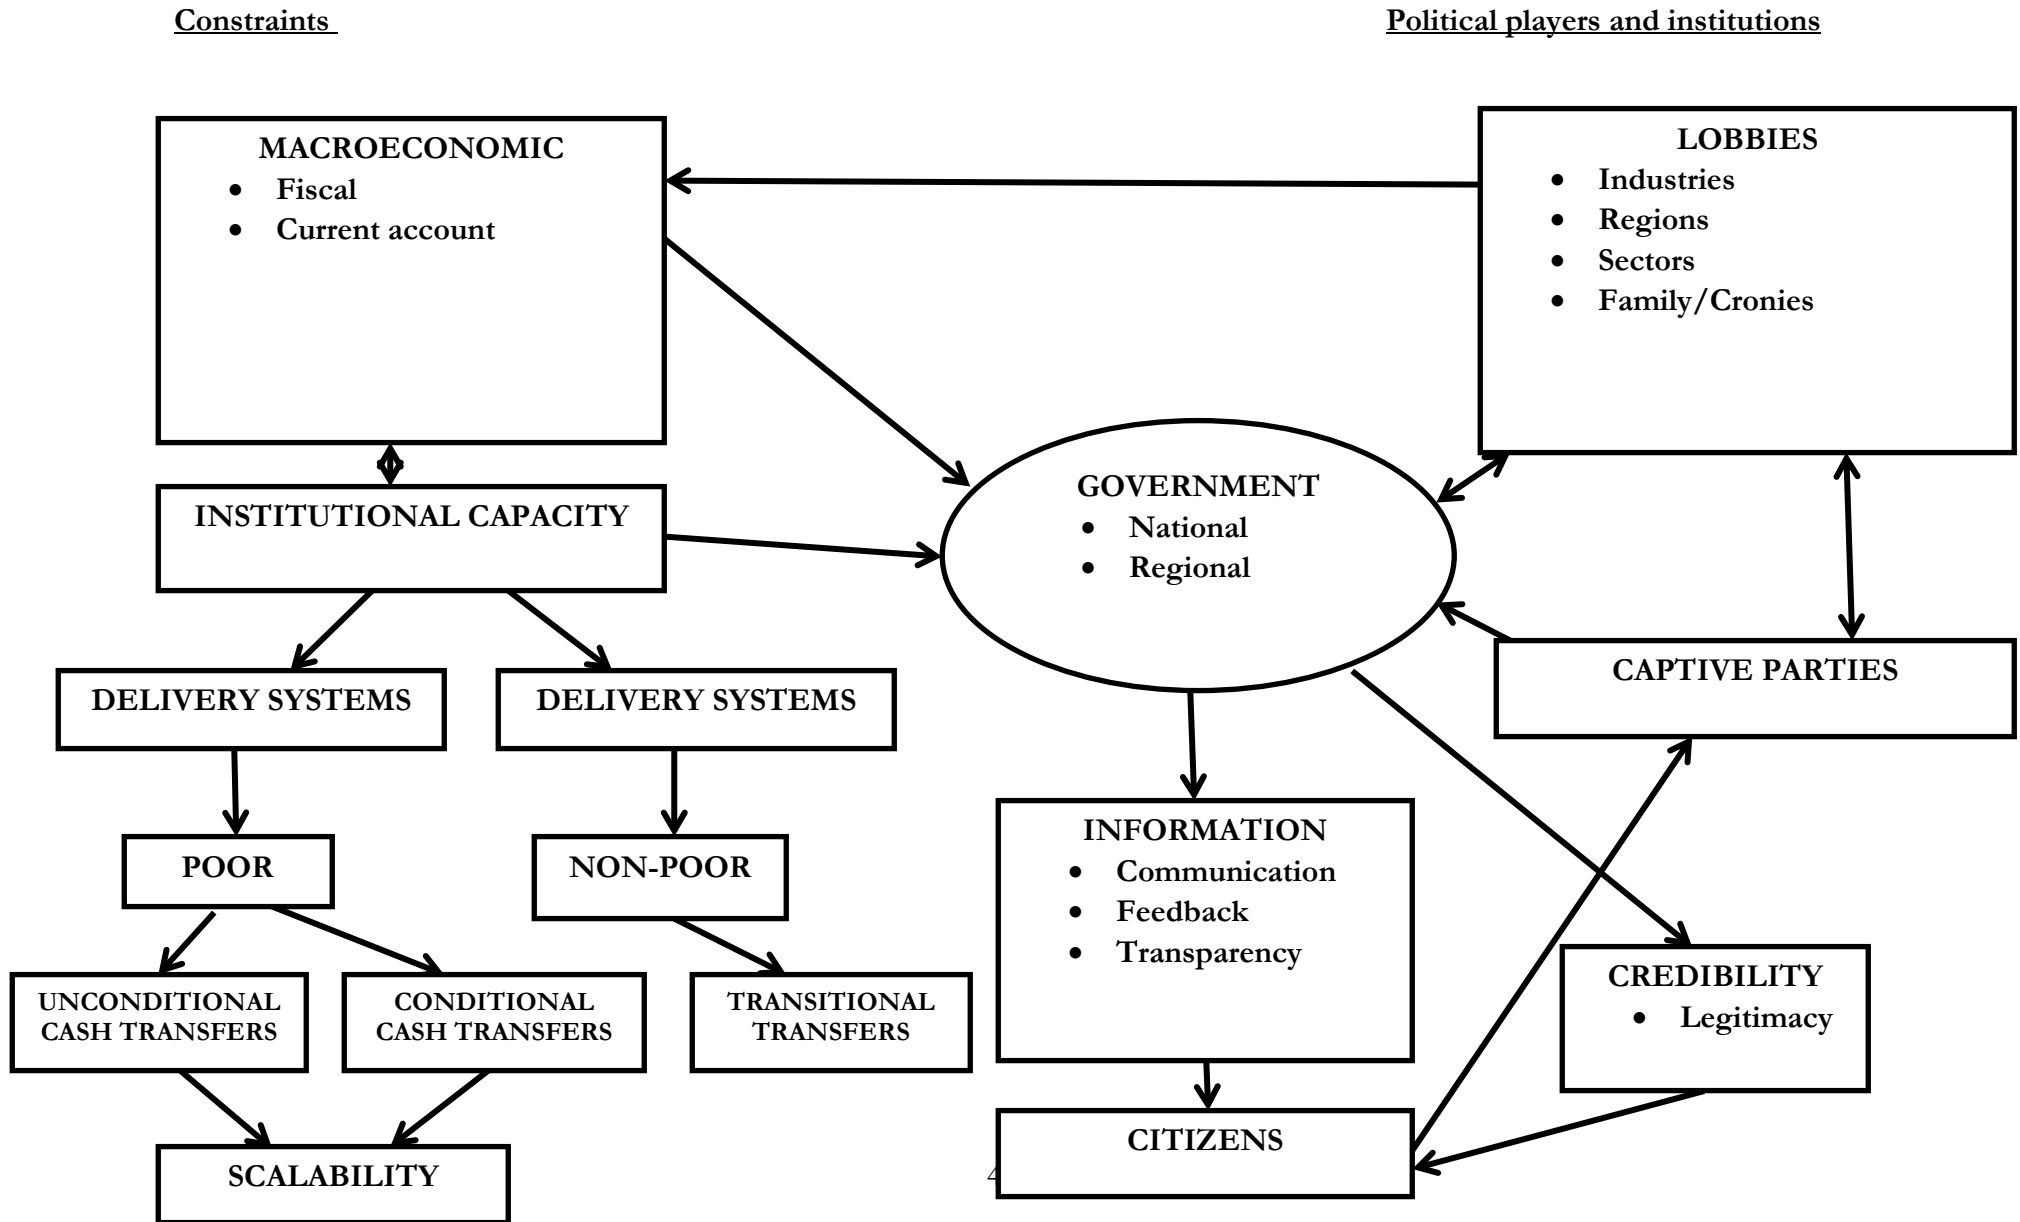 Constraints
Political players and institutions
MACROECONOMIC
• Fiscal
• Current account
LOBBIES
• Industries
• Regions
• Sectors
• Family/Cronies
GOVERNMENT
• National
• Regional
INSTITUTIONAL CAPACITY
CAPTIVE PARTIES
DELIVERY SYSTEMS
DELIVERY SYSTEMS
POOR
NON-POOR
INFORMATION
• Communication
• Feedback
• Transparency
CREDIBILITY
• Legitimacy
UNCONDITIONAL
CASH TRANSFERS
CONDITIONAL
CASH TRANSFERS
TRANSITIONAL
TRANSFERS
CITIZENS
SCALABILITY